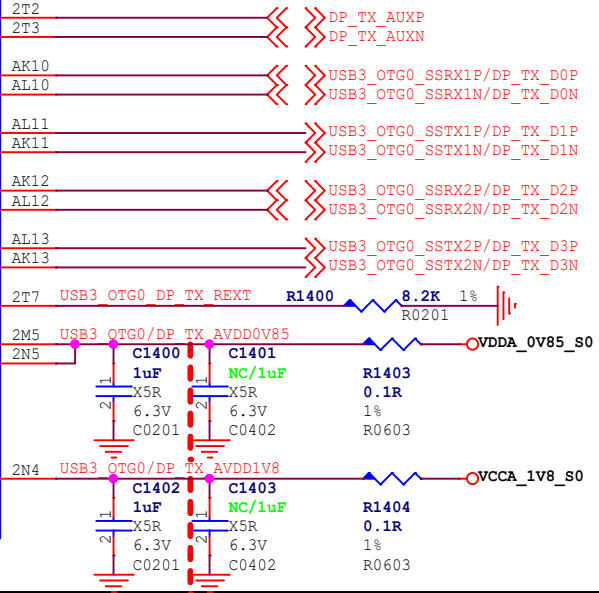 2T2 DP_TX_AUXP
2T3 DP_TX_AUXN
AK10 USB3_OTG0_SSRX1P/DP_TX_D0P
AL10 USB3_OTG0_SSRX1N/DP_TX_D0N
AL11 USB3_OTG0_SSTX1P/DP_TX_D1P
AK11 USB3_OTG0_SSTX1N/DP_TX_D1N
AK12 USB3_OTG0_SSRX2P/DP_TX_D2P
AL12 USB3_OTG0_SSRX2N/DP_TX_D2N
AL13 USB3_OTG0_SSTX2P/DP_TX_D3P
AK13 USB3_OTG0_SSTX2N/DP_TX_D3N
2T7 USB3_OTG0_DP_TX_REXT R1400 8.2K 1%
R0201
2M5 USB3_OTG0/DP_TX_AVDD0V85 VDDA_0V85_S0
2N5 C1400 C1401
1uF NC/1uF R1403
1 X5R 1 X5R 0.1R
2 6.3V 2 6.3V 1%
C0201 C0402 R0603
2N4 USB3_OTG0/DP_TX_AVDD1V8 VCCA_1V8_S0
C1402 C1403
1uF NC/1uF R1404
1 X5R 1 X5R 0.1R
2 6.3V 2 6.3V 1%
C0201 C0402 R0603